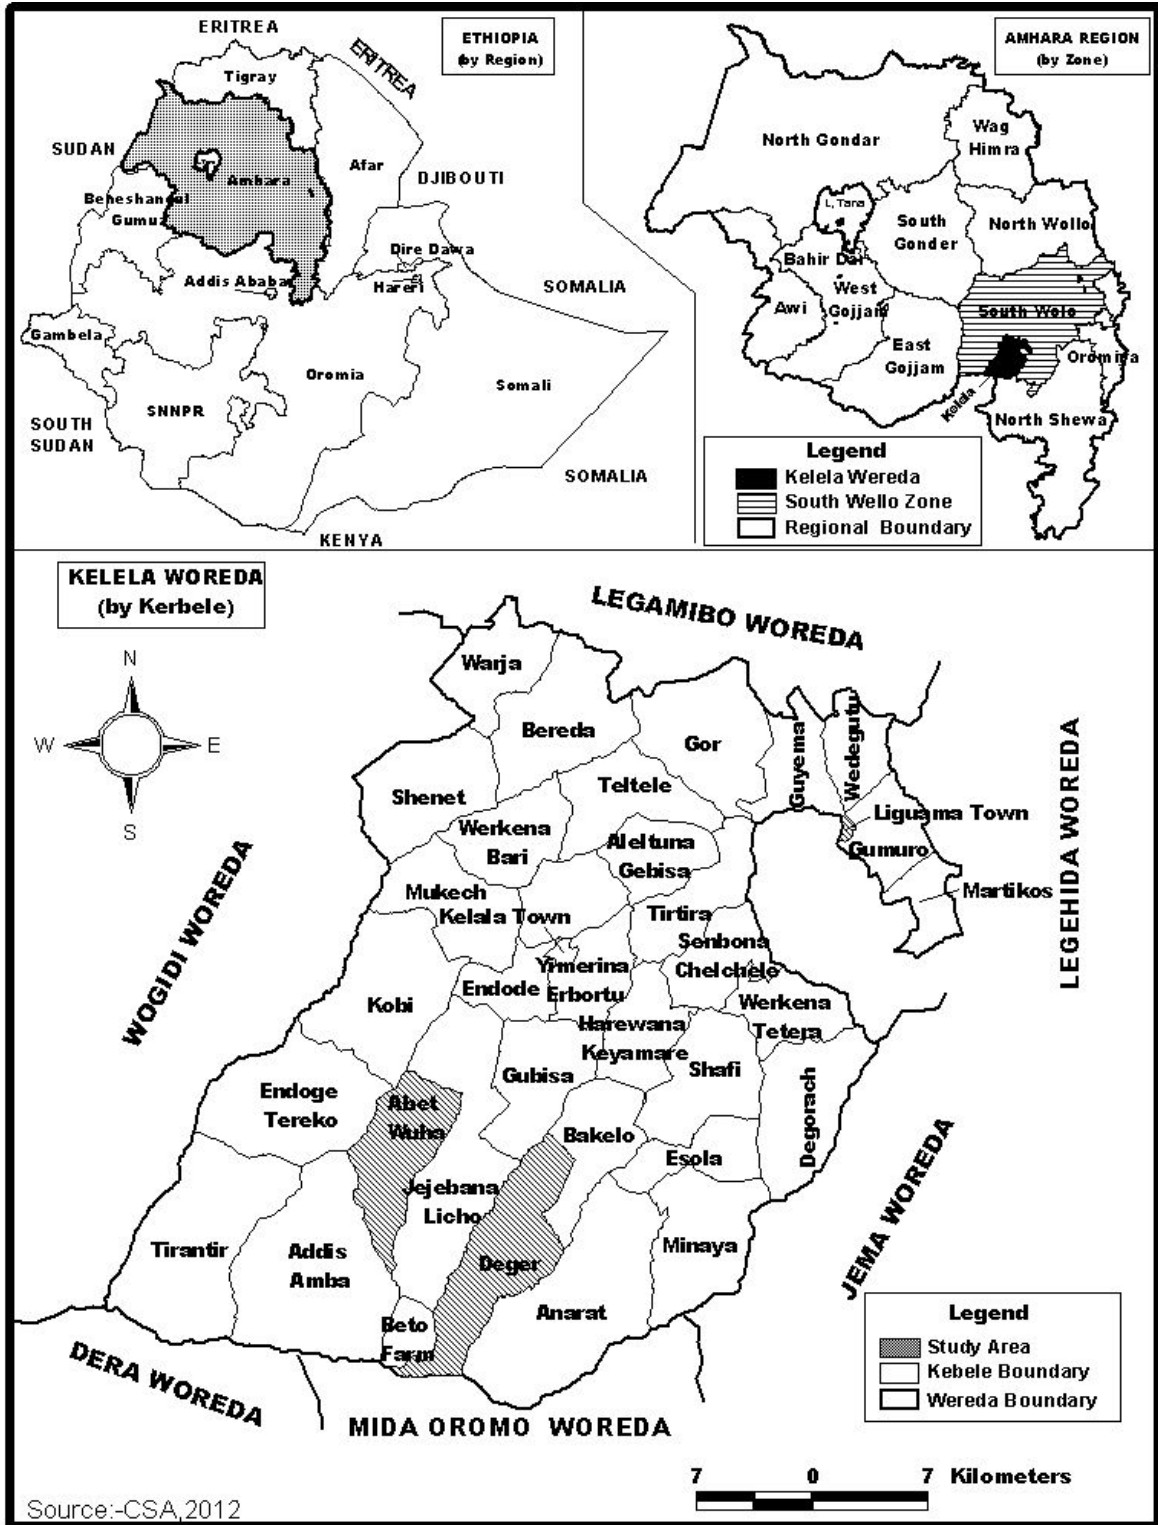 ERITREA
ETHIOPIA
(by Region)
ERITREA
Tigray
SUDAN
Afar
Amhara
DJIBOUTI
Beheshangul
Gumuz
Dire Dawa
Addis Ababa
Hareri
SOMALIA
Gambela
Oromia
Somali
SNNPR
SOUTH
SUDAN
SOMALIA
KENYA
AMHARA REGION
(by Zone)
North Gondar
Wag
Himra
L, Tana
South
Gonder
North Wollo
Bahir Dar
West
Gojjam
Awi
South Wolo
East
Gojjam
Oromiya
Kelela
North Shewa
Legend
Kelela Wereda
South Wello Zone
Regional Boundary
KELELA WOREDA
(by Kerbele)
N
W
E
S
LEGAMIBO WOREDA
Warja
Bereda
Gor
Guyema
Wedegutu
Shenet
Teltele
Liguama Town
Werkena
Bari
Aleltuna
Gebisa
Gumuro
LEGEHIDA WOREDA
Mukech
Martikos
Kelala Town
Tirtira
Senbona
Chelchele
WOGIDI WOREDA
Yrmerina
Erbortu
Endode
Kobi
Werkena
Tetera
Harewana
Keyamare
Shafi
Gubisa
Endoge
Tereko
Abet
Wuha
Degorach
Bakelo
Esola
Jejebana
Licho
JEMA WOREDA
Tirantir
Addis
Amba
Deger
Minaya
Anarat
Beto
Farm
DERA WOREDA
MIDA OROMO WOREDA
Legend
Study Area
Kebele Boundary
Wereda Boundary
7 0 7 Kilometers
Source:-CSA,2012